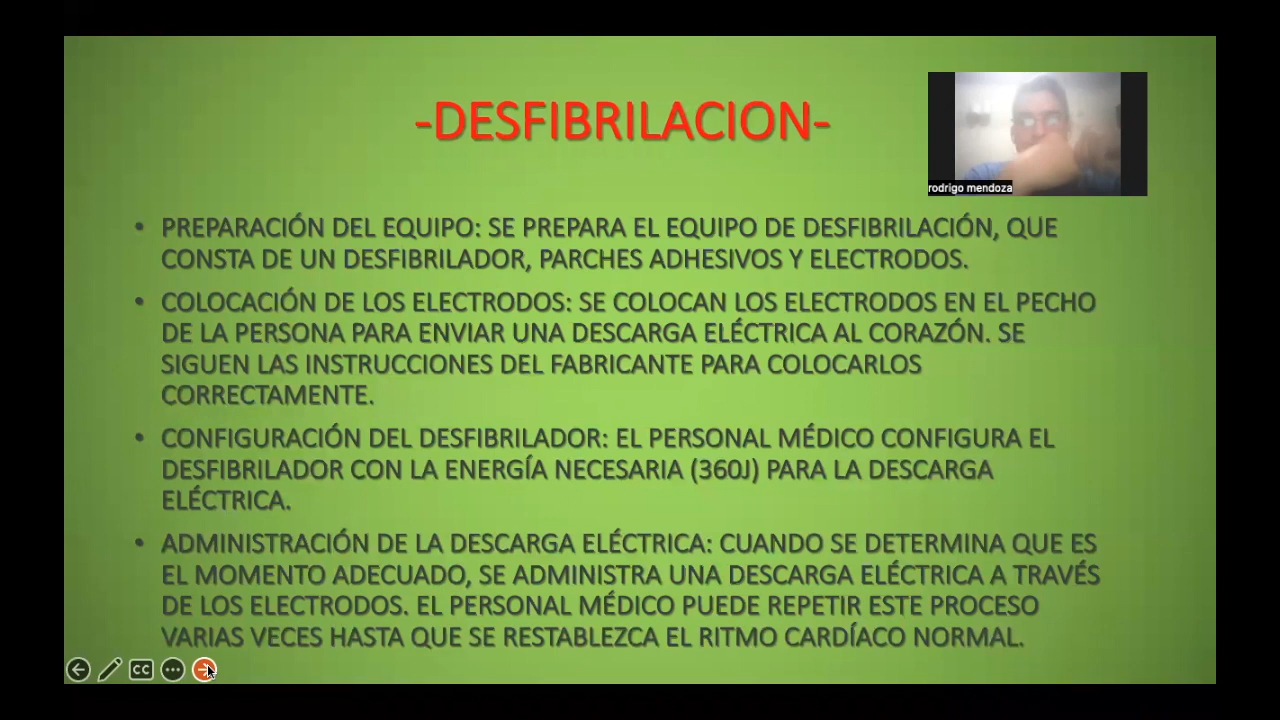 -DESFIBRILACION-
rodrigo mendoza
• PREPARACIÓN DEL EQUIPO: SE PREPARA EL EQUIPO DE DESFIBRILACIÓN, QUE
CONSTA DE UN DESFIBRILADOR, PARCHES ADHESIVOS Y ELECTRODOS.
• COLOCACIÓN DE LOS ELECTRODOS: SE COLOCAN LOS ELECTRODOS EN EL PECHO
DE LA PERSONA PARA ENVIAR UNA DESCARGA ELÉCTRICA AL CORAZÓN. SE
SIGUEN LAS INSTRUCCIONES DEL FABRICANTE PARA COLOCARLOS
CORRECTAMENTE.
• CONFIGURACIÓN DEL DESFIBRILADOR: EL PERSONAL MÉDICO CONFIGURA EL
DESFIBRILADOR CON LA ENERGÍA NECESARIA (360J) PARA LA DESCARGA
ELÉCTRICA.
• ADMINISTRACIÓN DE LA DESCARGA ELÉCTRICA: CUANDO SE DETERMINA QUE ES
EL MOMENTO ADECUADO, SE ADMINISTRA UNA DESCARGA ELÉCTRICA A TRAVÉS
DE LOS ELECTRODOS. EL PERSONAL MÉDICO PUEDE REPETIR ESTE PROCESO
VARIAS VECES HASTA QUE SE RESTABLEZCA EL RITMO CARDÍACO NORMAL.
CC